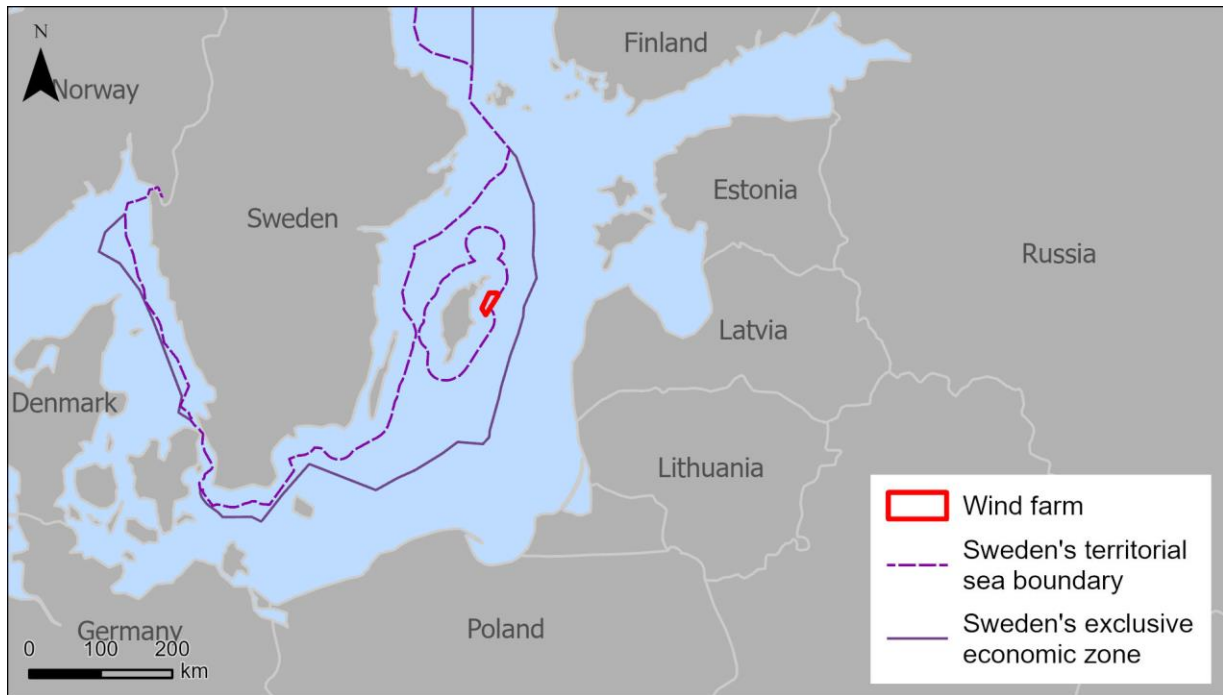 N
Finland
Norway
Estonia
Sweden
Russia
Latvia
Denmark
Lithuania
Wind farm
Sweden's territorial
sea boundary
Sweden's exclusive
economic zone
Germany
Poland
0 100 200
km